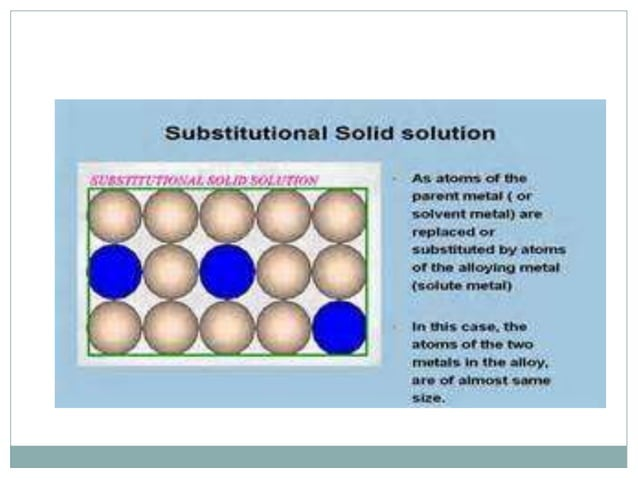 Substitutional Solid solution
SUBSTITUTIONAL SOLID SOLUTION
As atoms of the
parent metal ( or
solvent metal) are
replaced or
substituted by atoms
of the alloying metal
(solute metal)
In this case, the
atoms of the two
metals in the alloy,
are of almost same
size.